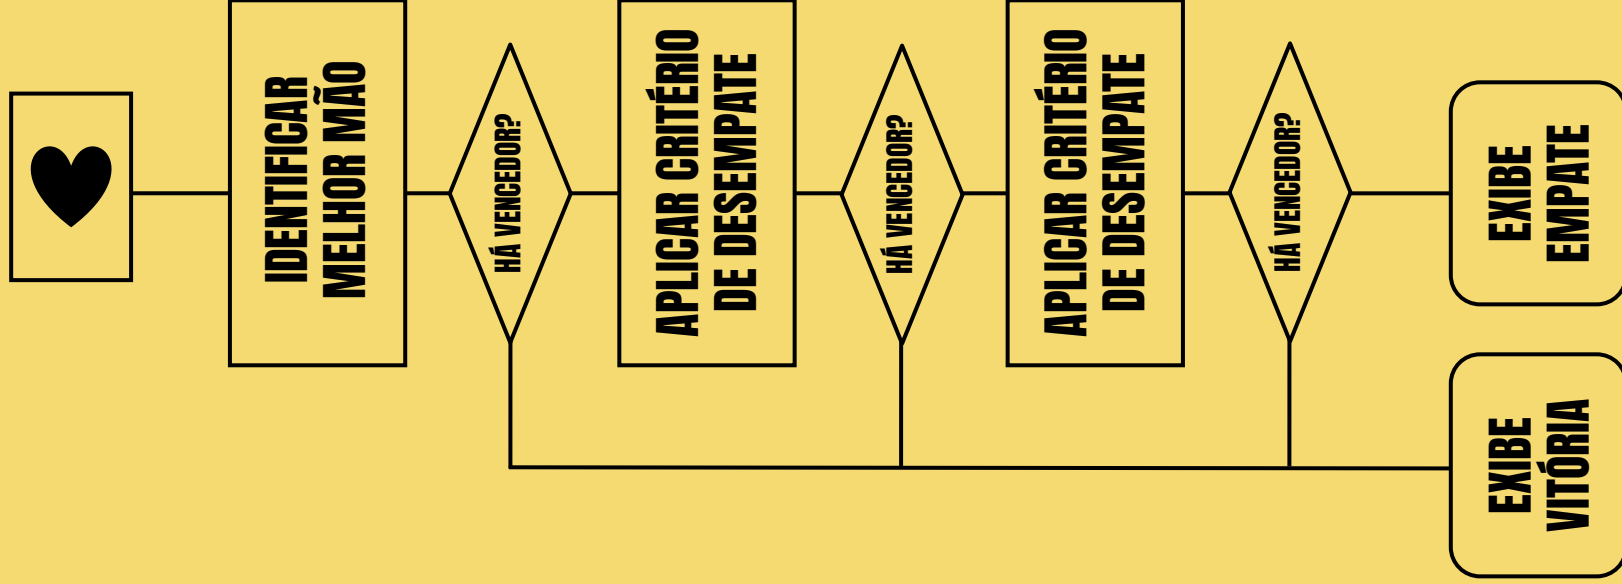 IDENTIFICAR
MELHOR MÃO
HÁ VENCEDOR?
APLICAR CRITÉRIO
DE DESEMPATE
HÁ VENCEDOR?
APLICAR CRITÉRIO
DE DESEMPATE
HÁ VENCEDOR?
EXIBE
EMPATE
EXIBE
VITÓRIA